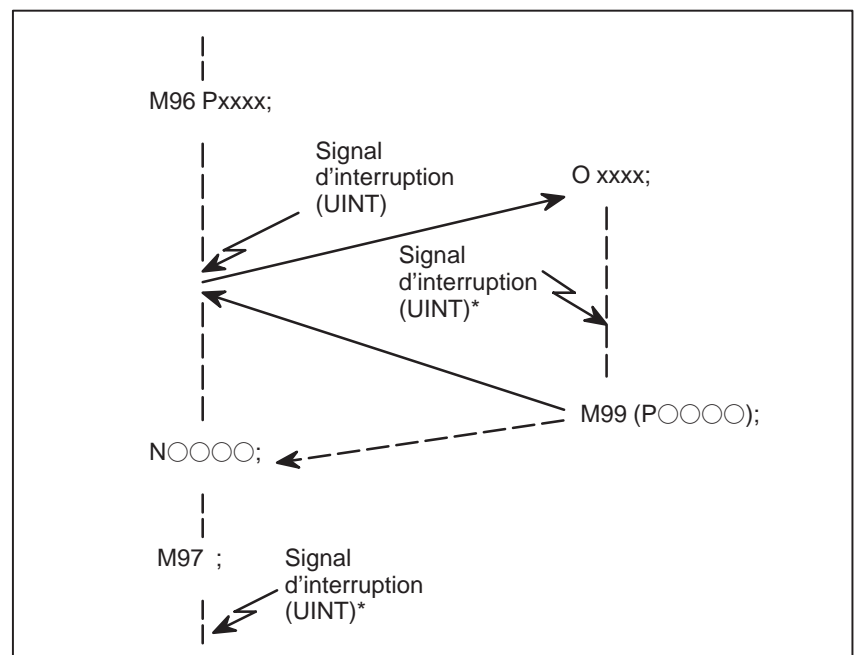 M96 Pxxxx;
Signal
d'interruption
(UINT)
O xxxx;
Signal
d'interruption
(UINT)*
M99 (P○○○○);
N○○○○;
M97 ;
Signal
d'interruption
(UINT)*